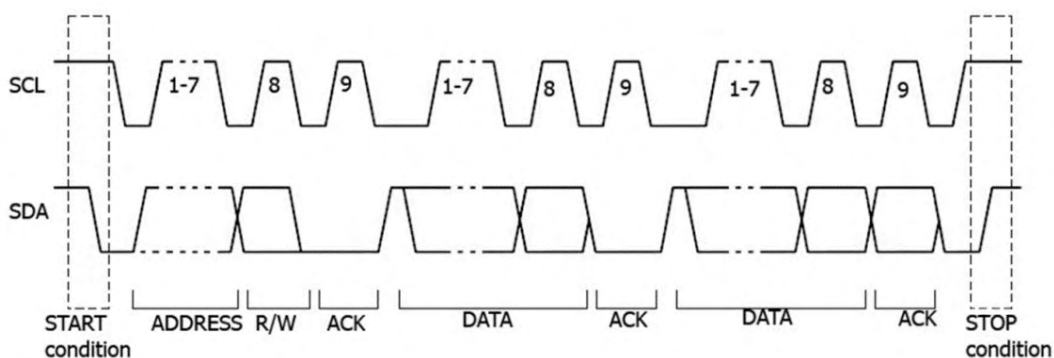 SCL
1-7
8
9
1-7
8
9
1-7
8
9
SDA
START
condition
ADDRESS
R/W
ACK
DATA
ACK
DATA
ACK
STOP
condition